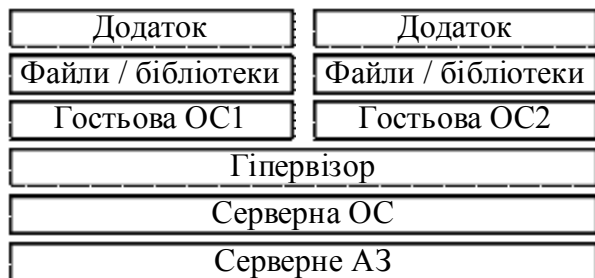 Додаток Додаток
Файли / бібліотеки Файли / бібліотеки
Гостьова ОС1 Гостьова ОС2
Гіпервізор
Серверна ОС
Серверне АЗ